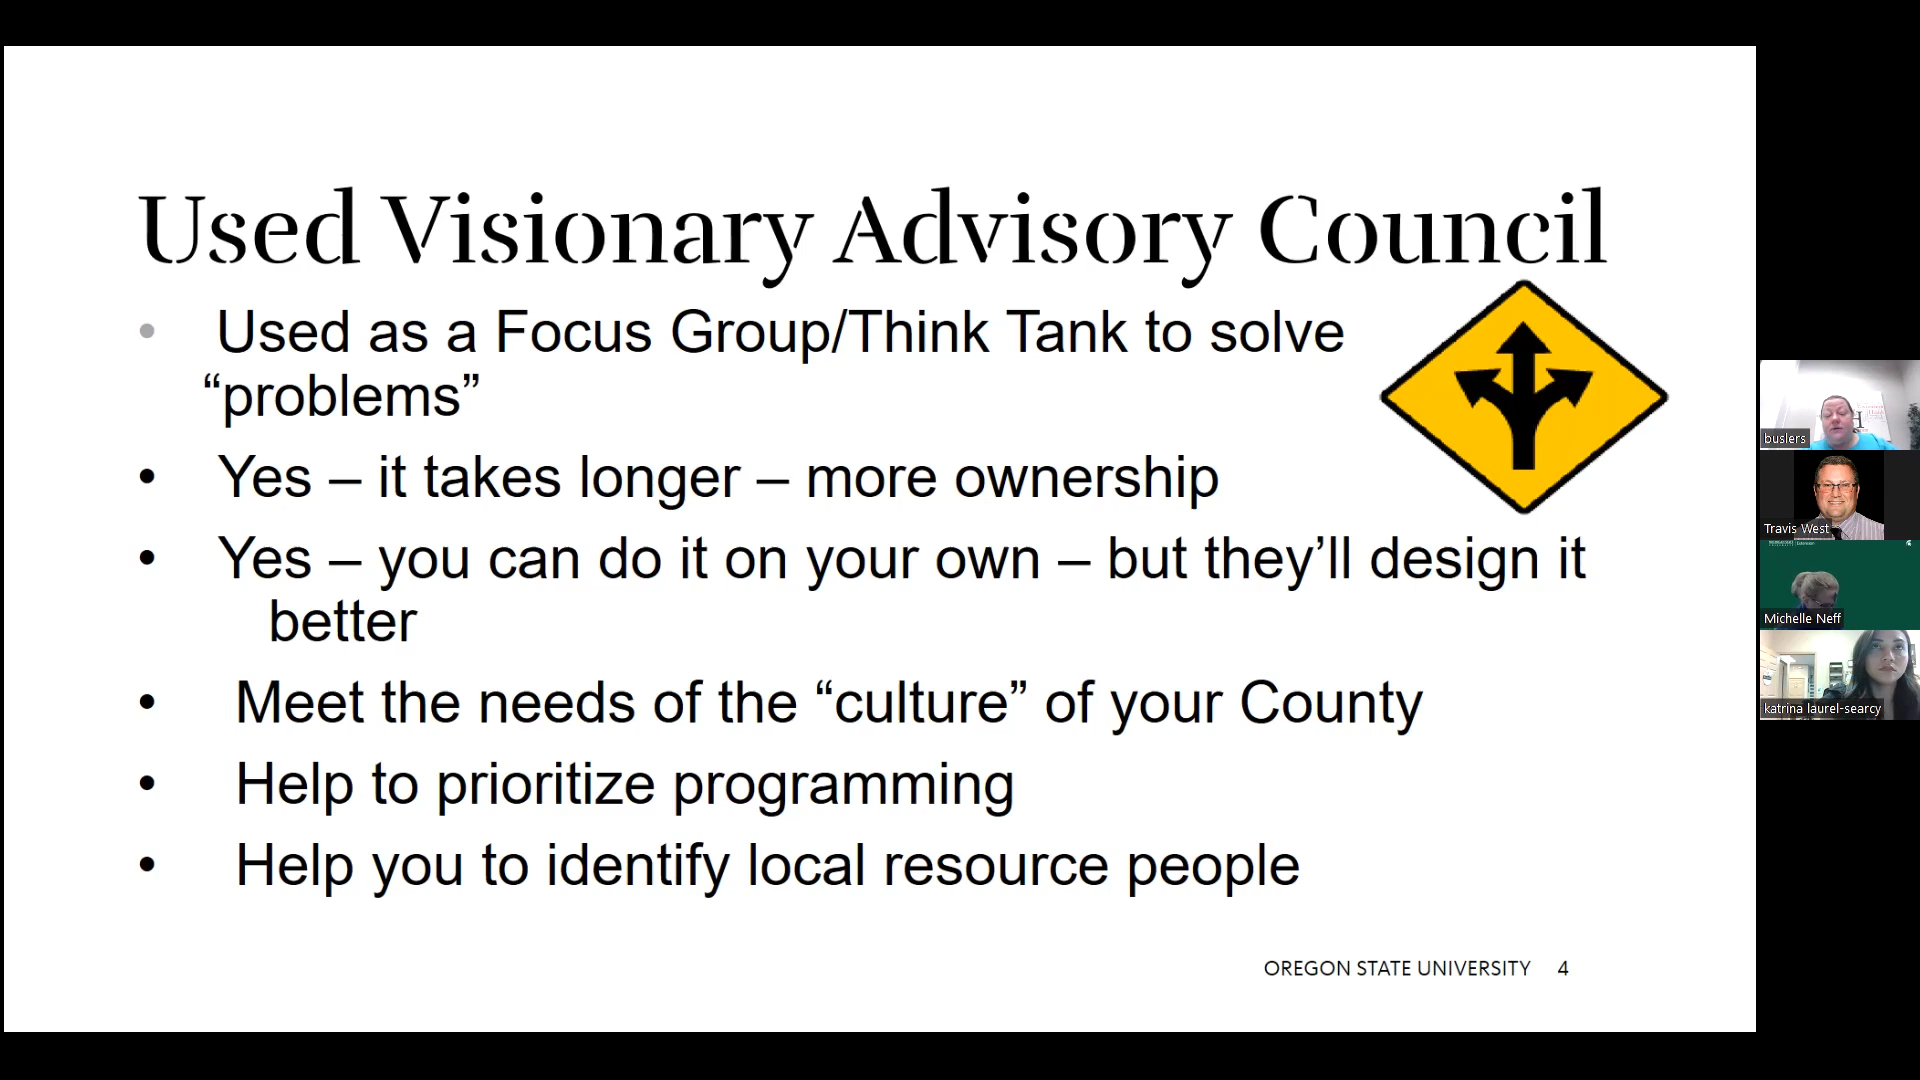 Used Visionary Advisory Council
• Used as a Focus Group/Think Tank to solve
“problems”
• Yes – it takes longer – more ownership
• Yes – you can do it on your own – but they’ll design it
better
• Meet the needs of the “culture” of your County
• Help to prioritize programming
• Help you to identify local resource people
OREGON STATE UNIVERSITY 4
buslers
Travis West
Michelle Neff
katrina laurel-searcy